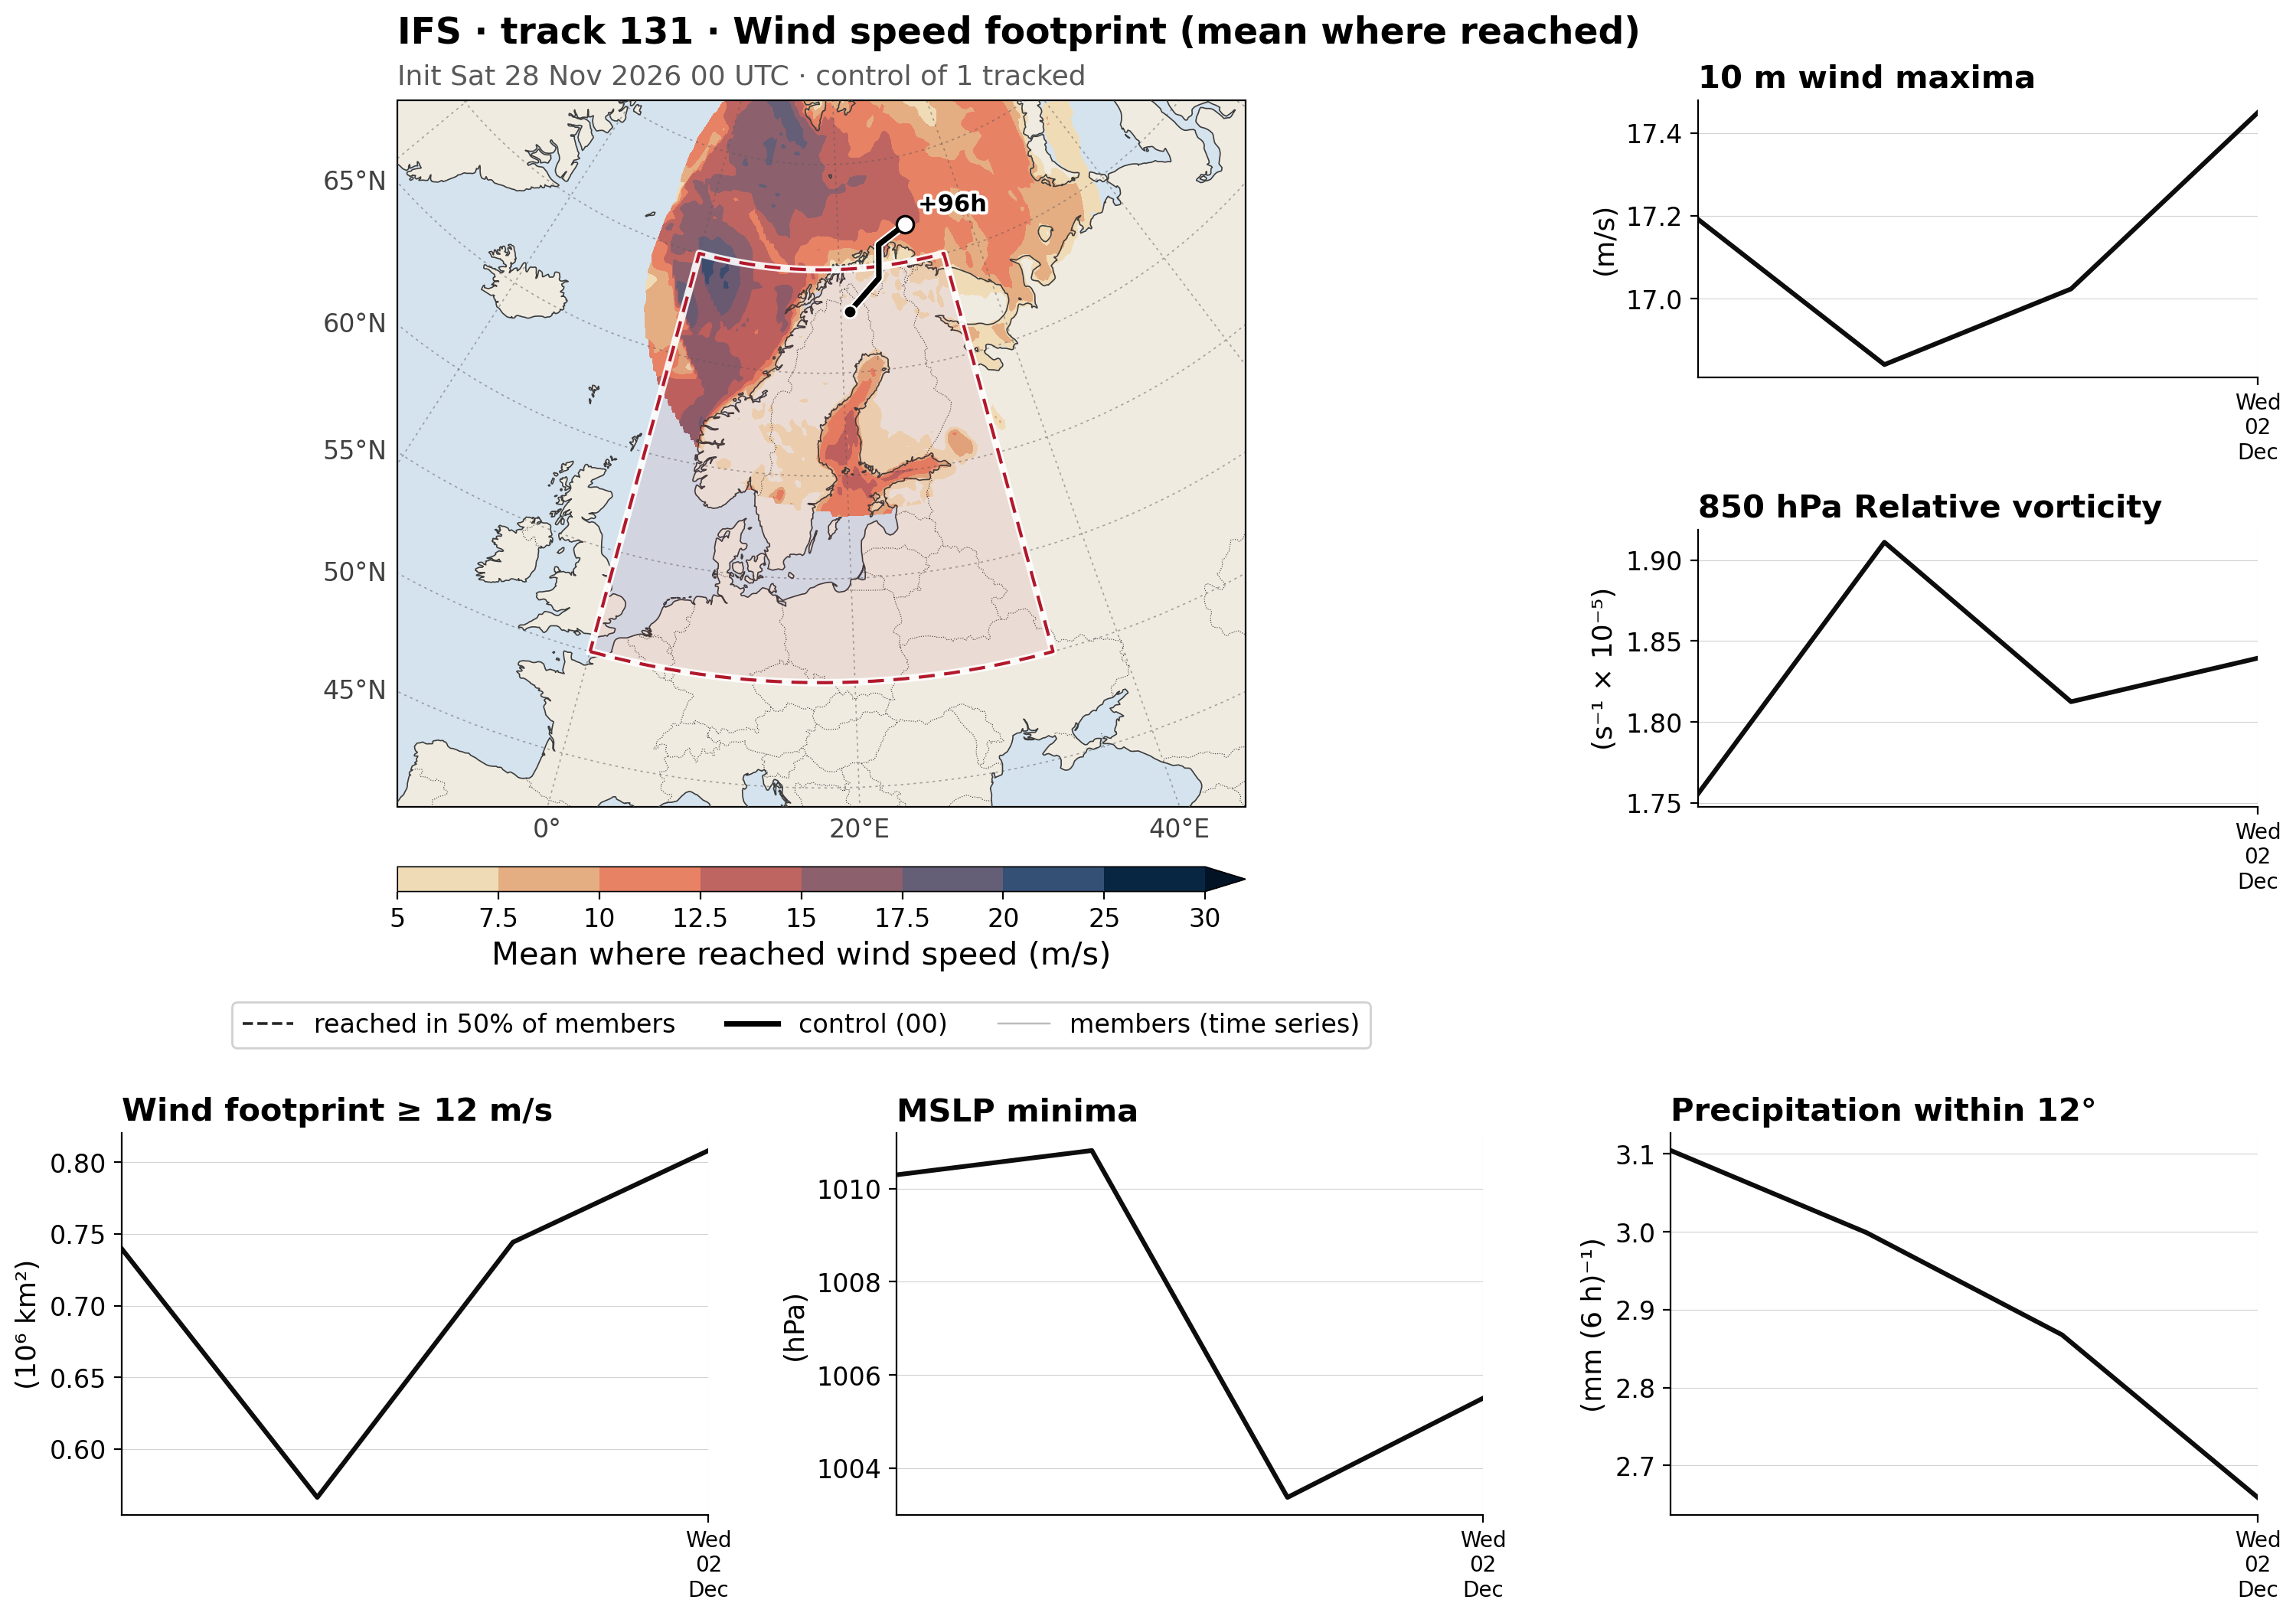 IFS · track 131 · Wind speed footprint (mean where reached)
Init Sat 28 Nov 2026 00 UTC · control of 1 tracked
65°N
60°N
55°N
50°N
45°N
+96h
0°
20°E
40°E
5
7.5
10
12.5
15
17.5
20
25
30
Mean where reached wind speed (m/s)
reached in 50% of members
control (00)
members (time series)
10 m wind maxima
(m/s)
17.4
17.2
17.0
Wed
02
Dec
850 hPa Relative vorticity
(s⁻¹ × 10⁻⁵)
1.90
1.85
1.80
1.75
Wed
02
Dec
Wind footprint ≥ 12 m/s
(10⁶ km²)
0.80
0.75
0.70
0.65
0.60
Wed
02
Dec
MSLP minima
(hPa)
1010
1008
1006
1004
Wed
02
Dec
Precipitation within 12°
(mm (6 h)⁻¹)
3.1
3.0
2.9
2.8
2.7
Wed
02
Dec